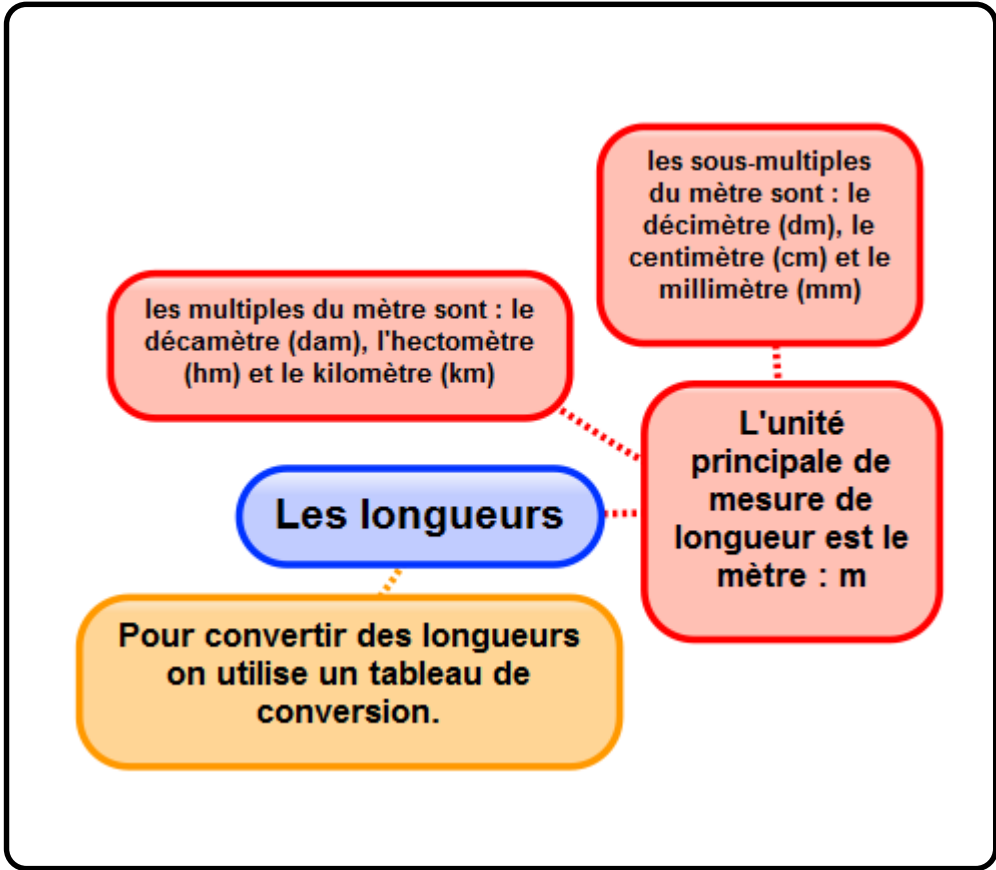 les sous-multiples
du mètre sont : le
décimètre (dm), le
centimètre (cm) et le
millimètre (mm)
les multiples du mètre sont : le
décamètre (dam), l'hectomètre
(hm) et le kilomètre (km)
L'unité
principale de
mesure de
longueur est le
mètre : m
Les longueurs
Pour convertir des longueurs
on utilise un tableau de
conversion.